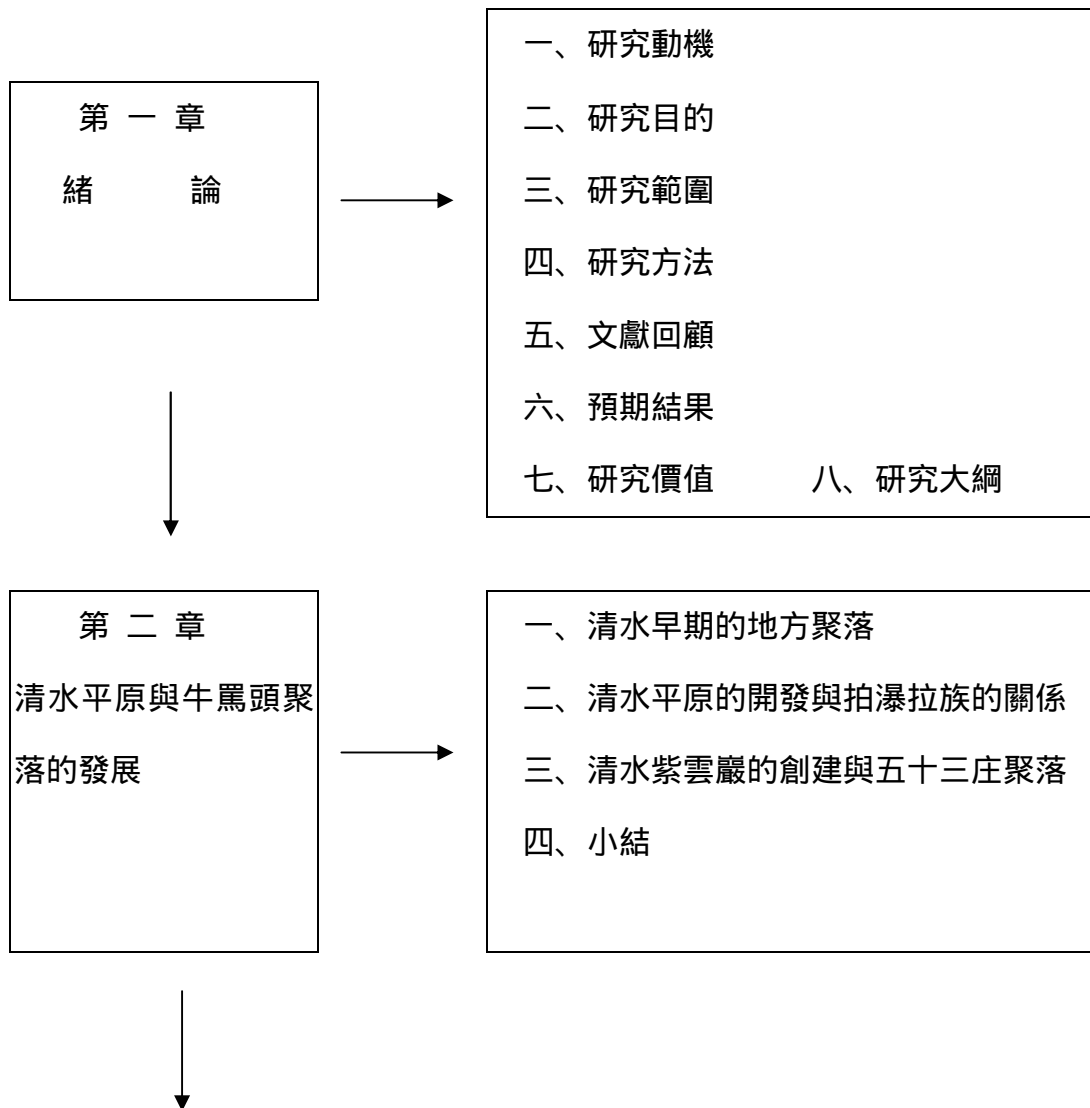 第一章
緒論
一、研究動機
二、研究目的
三、研究範圍
四、研究方法
五、文獻回顧
六、預期結果
七、研究價值 八、研究大綱
第二章
清水平原與牛罵頭聚
落的發展
一、清水早期的地方聚落
二、清水平原的開發與拍瀑拉族的關係
三、清水紫雲巖的創建與五十三庄聚落
四、小結